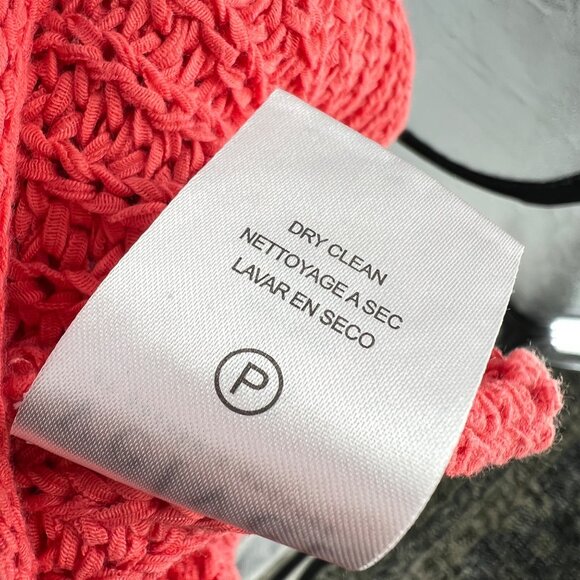 DRY CLEAN
NETTOYAGE A SEC
LAVAR EN SECO
P